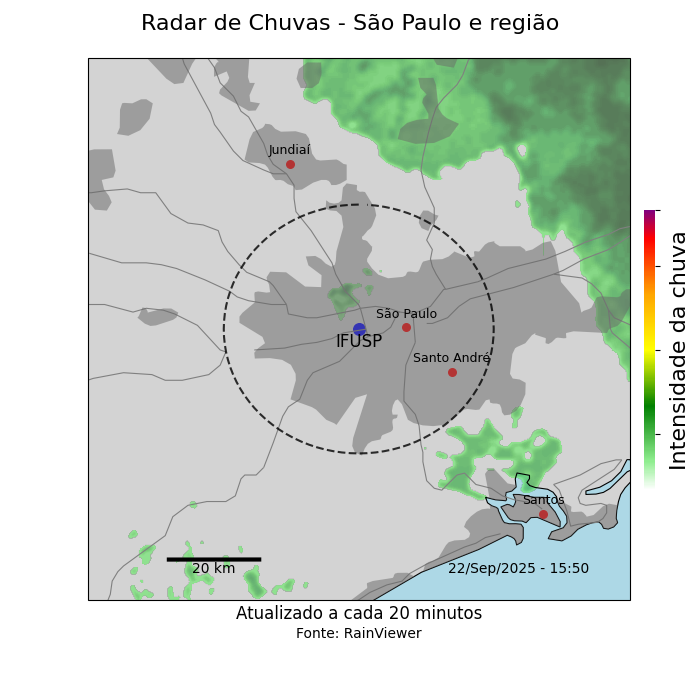 Radar de Chuvas - São Paulo e região
Jundiaí
São Paulo
IFUSP
Santo André
Santos
20 km
22/Sep/2025 - 15:50
Intensidade da chuva
Atualizado a cada 20 minutos
Fonte: RainViewer